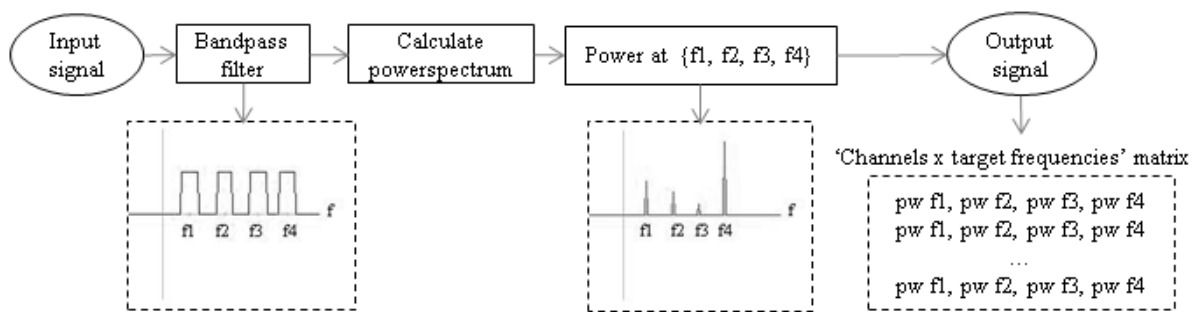 Input
signal
Bandpass
filter
Calculate
powerspectrum
Power at {f1, f2, f3, f4}
Output
signal
f
f1 f2 f3 f4
f
f1 f2 f3 f4
‘Channels x target frequencies’ matrix
pw f1, pw f2, pw f3, pw f4
pw f1, pw f2, pw f3, pw f4
...
pw f1, pw f2, pw f3, pw f4